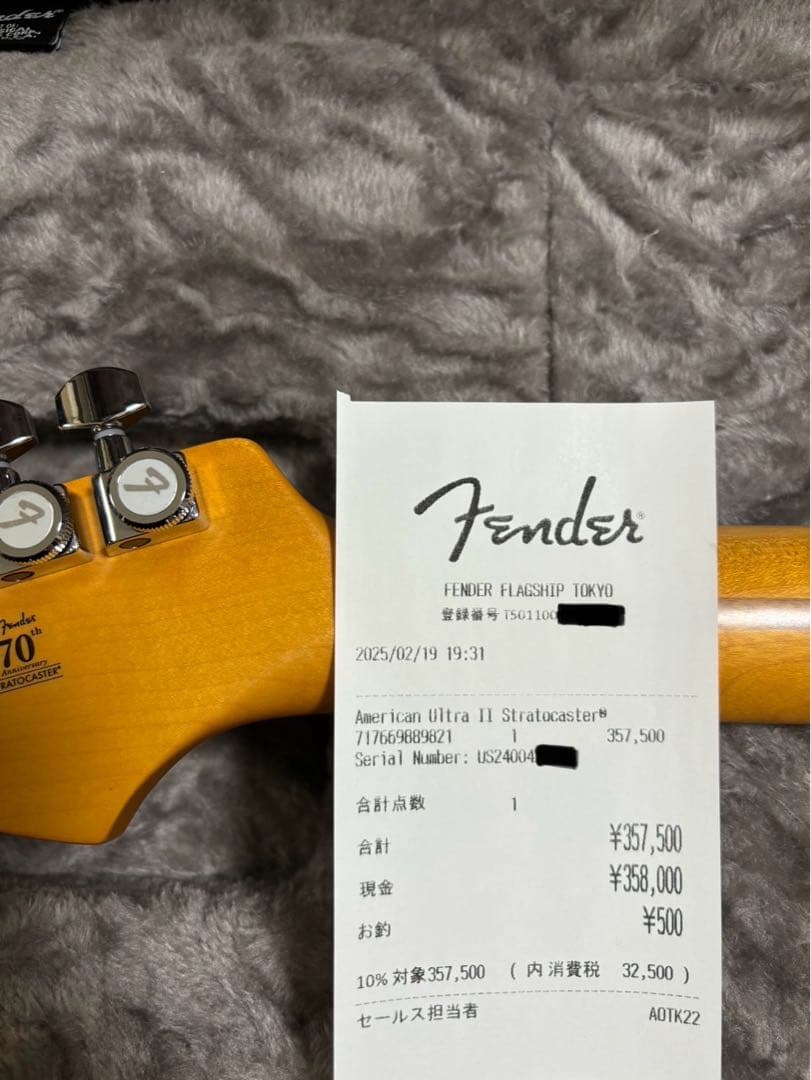 Fender
Fender
70th
Anniversary
RATOCASTER®
Fender®
FENDER FLAGSHIP TOKYO
登録番号 T501100
2025/02/19 19:31
American Ultra II Stratocaster®
717669889821 1 357,500
Serial Number: US24004
合計点数 1
合計 ¥357,500
現金 ¥358,000
お釣 ¥500
10% 対象357,500 ( 内 消費税 32,500 )
セールス担当者 AOTK22